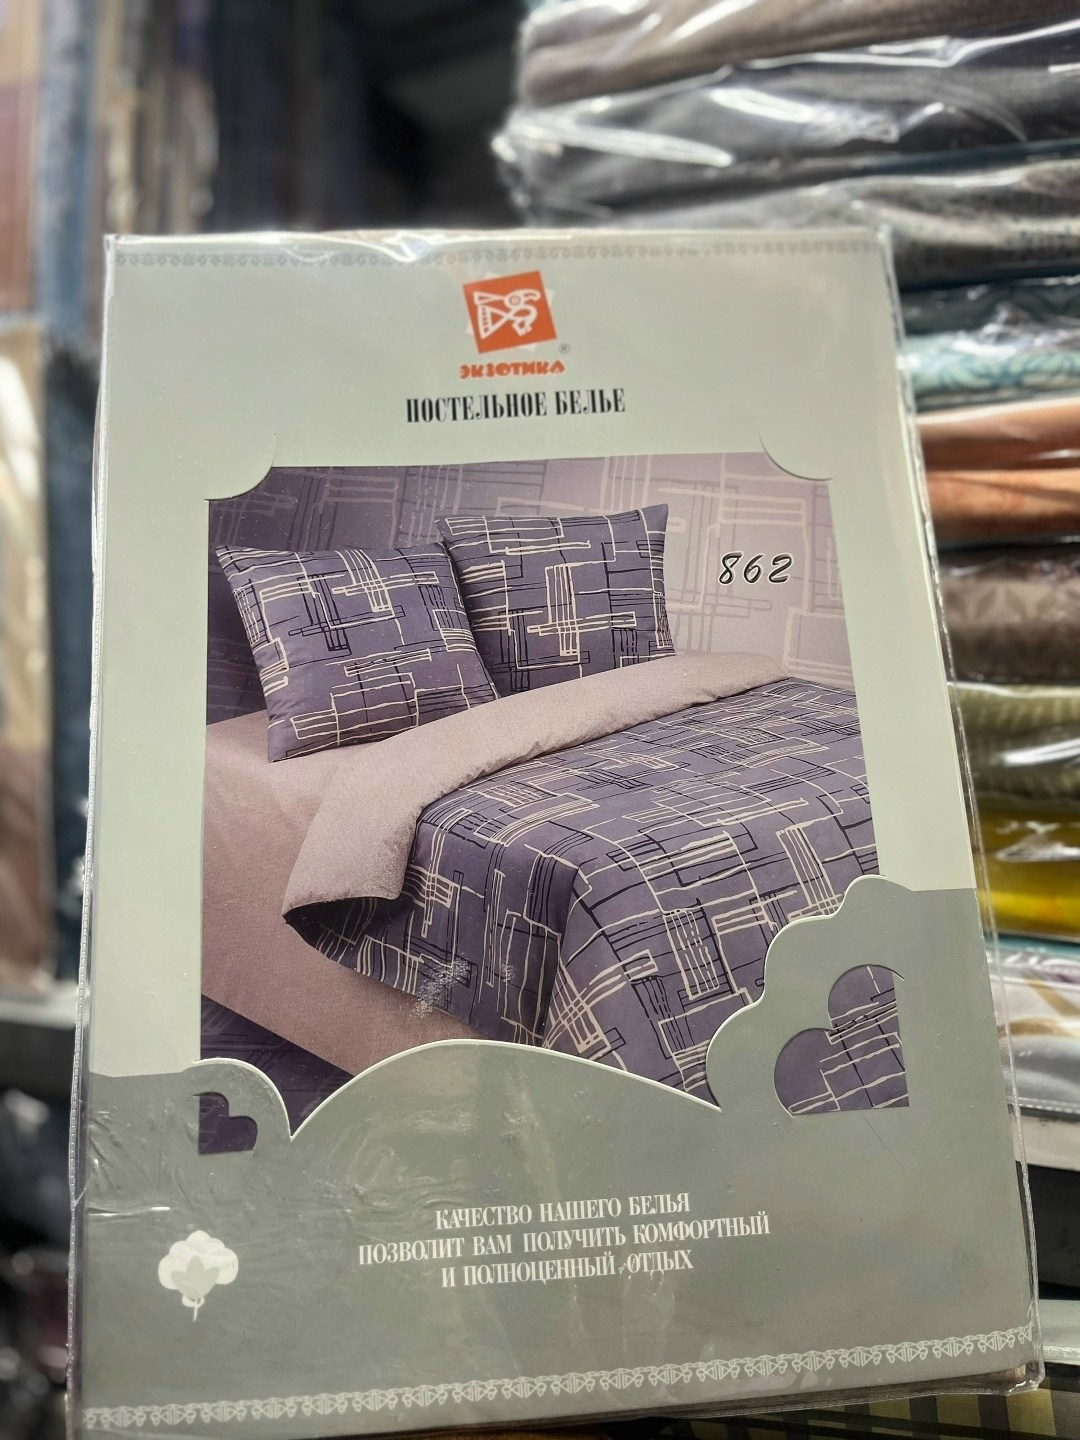 ®
ЭКЗОТИКА
ПОСТЕЛЬНОЕ БЕЛЬЕ
862
КАЧЕСТВО НАШЕГО БЕЛЬЯ
ПОЗВОЛИТ ВАМ ПОЛУЧИТЬ КОМФОРТНЫЙ
И ПОЛНОЦЕННЫЙ ОТДЫХ